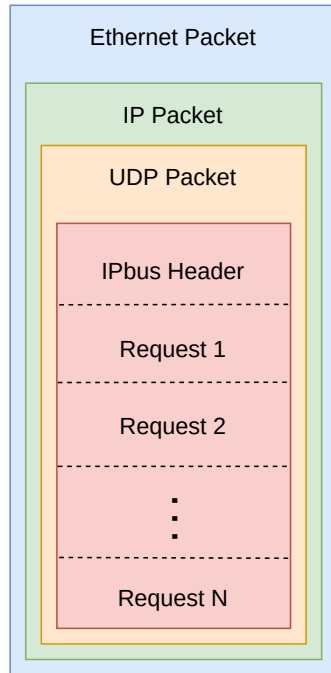 Ethernet Packet
IP Packet
UDP Packet
IPbus Header
Request 1
Request 2
⋮
Request N